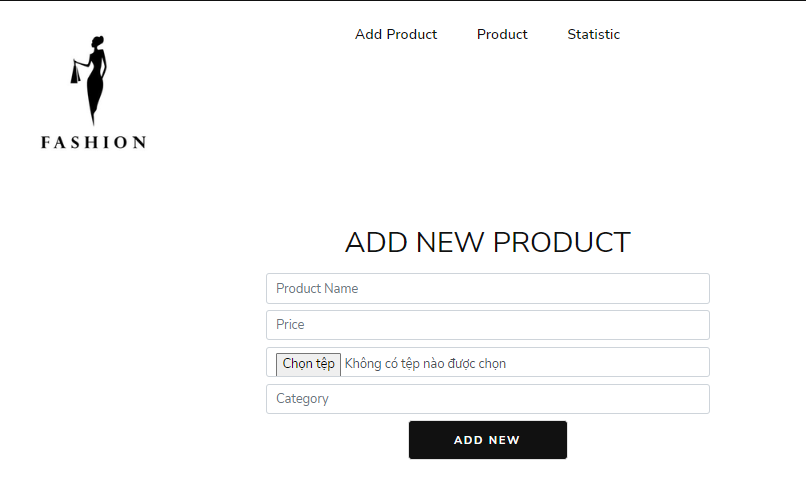 Add Product Product Statistic
FASHION
ADD NEW PRODUCT
Product Name
Price
Chọn tệp Không có tệp nào được chọn
Category
ADD NEW